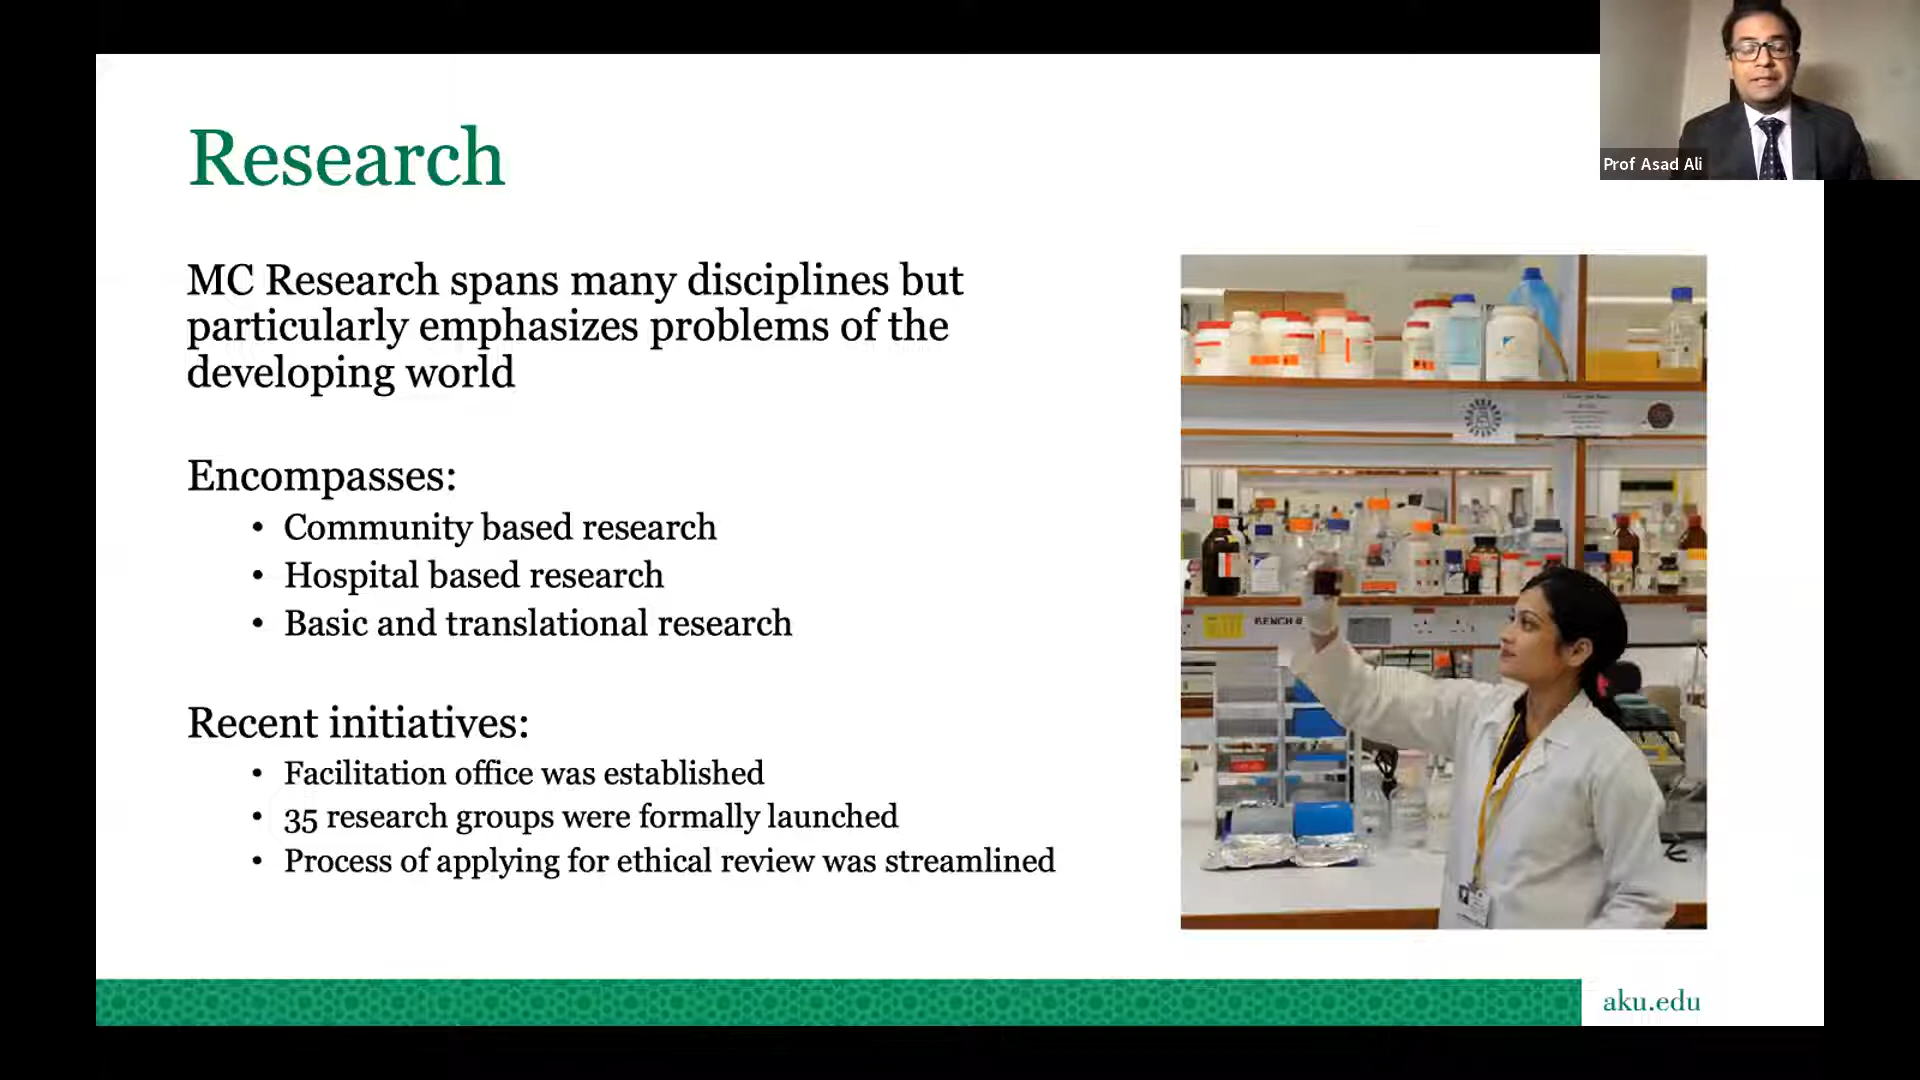 Research
Prof Asad Ali
MC Research spans many disciplines but
particularly emphasizes problems of the
developing world
Encompasses:
• Community based research
• Hospital based research
• Basic and translational research
Recent initiatives:
• Facilitation office was established
• 35 research groups were formally launched
• Process of applying for ethical review was streamlined
BENCH
aku.edu